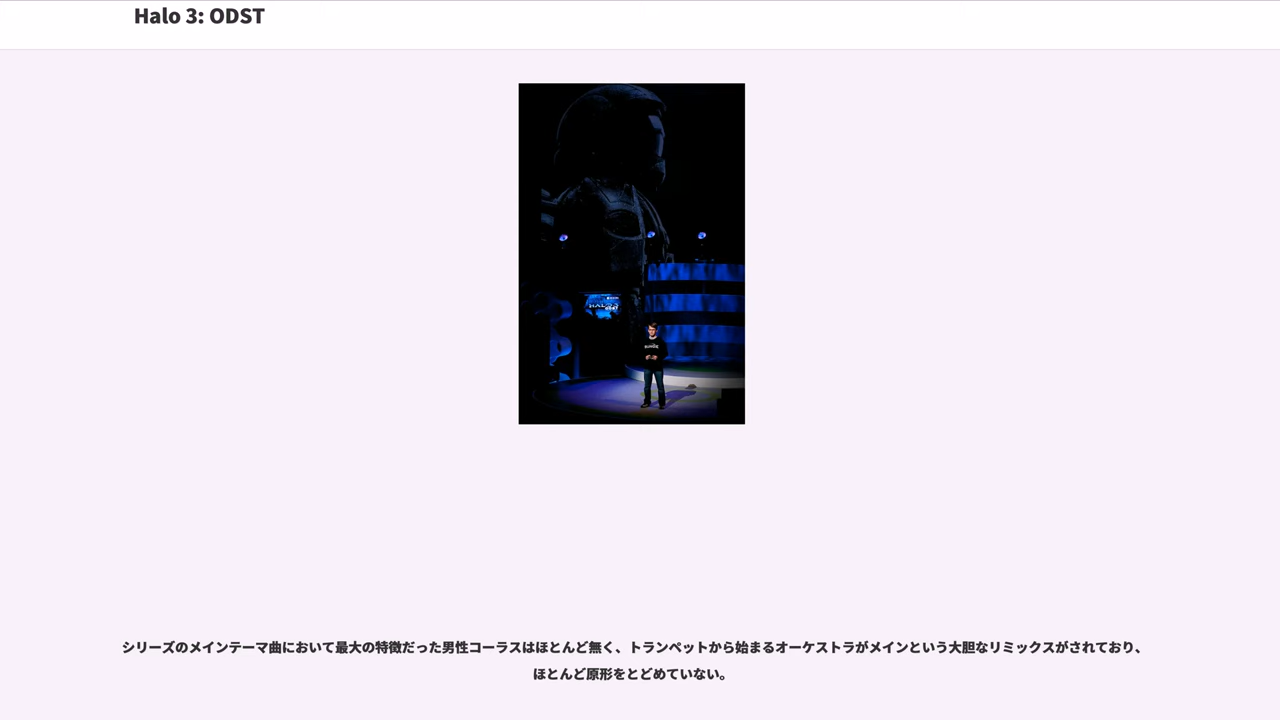 Halo 3: ODST
シリーズのメインテーマ曲において最大の特徴だった男性コーラスはほとんど無く、トランペットから始まるオーケストラがメインという大胆なリミックスがされており、
ほとんど原形をとどめていない。